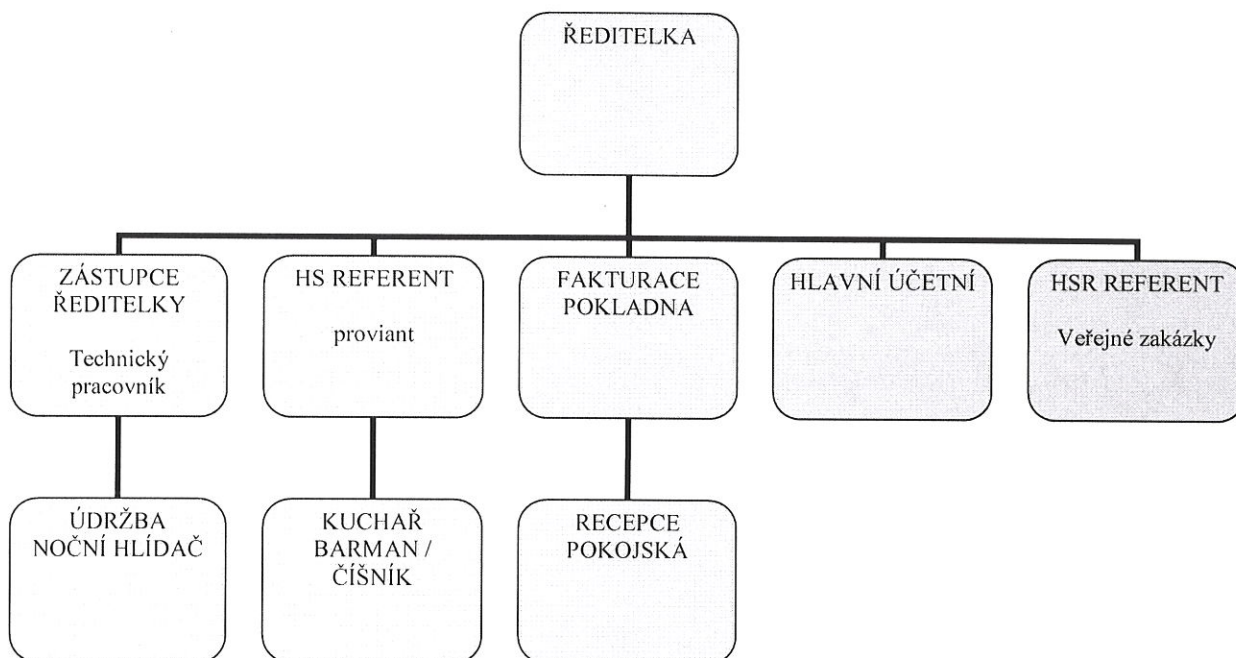 ŘEDITELKA
ZÁSTUPCE
ŘEDITELKY
Technický
pracovník
HS REFERENT
proviant
FAKTURACE
POKLADNA
HLAVNÍ ÚČETNÍ
HSR REFERENT
Veřejné zakázky
ÚDRŽBA
NOČNÍ HLÍDAČ
KUCHAŘ
BARMAN /
ČÍŠNÍK
RECEPCE
POKOJSKÁ